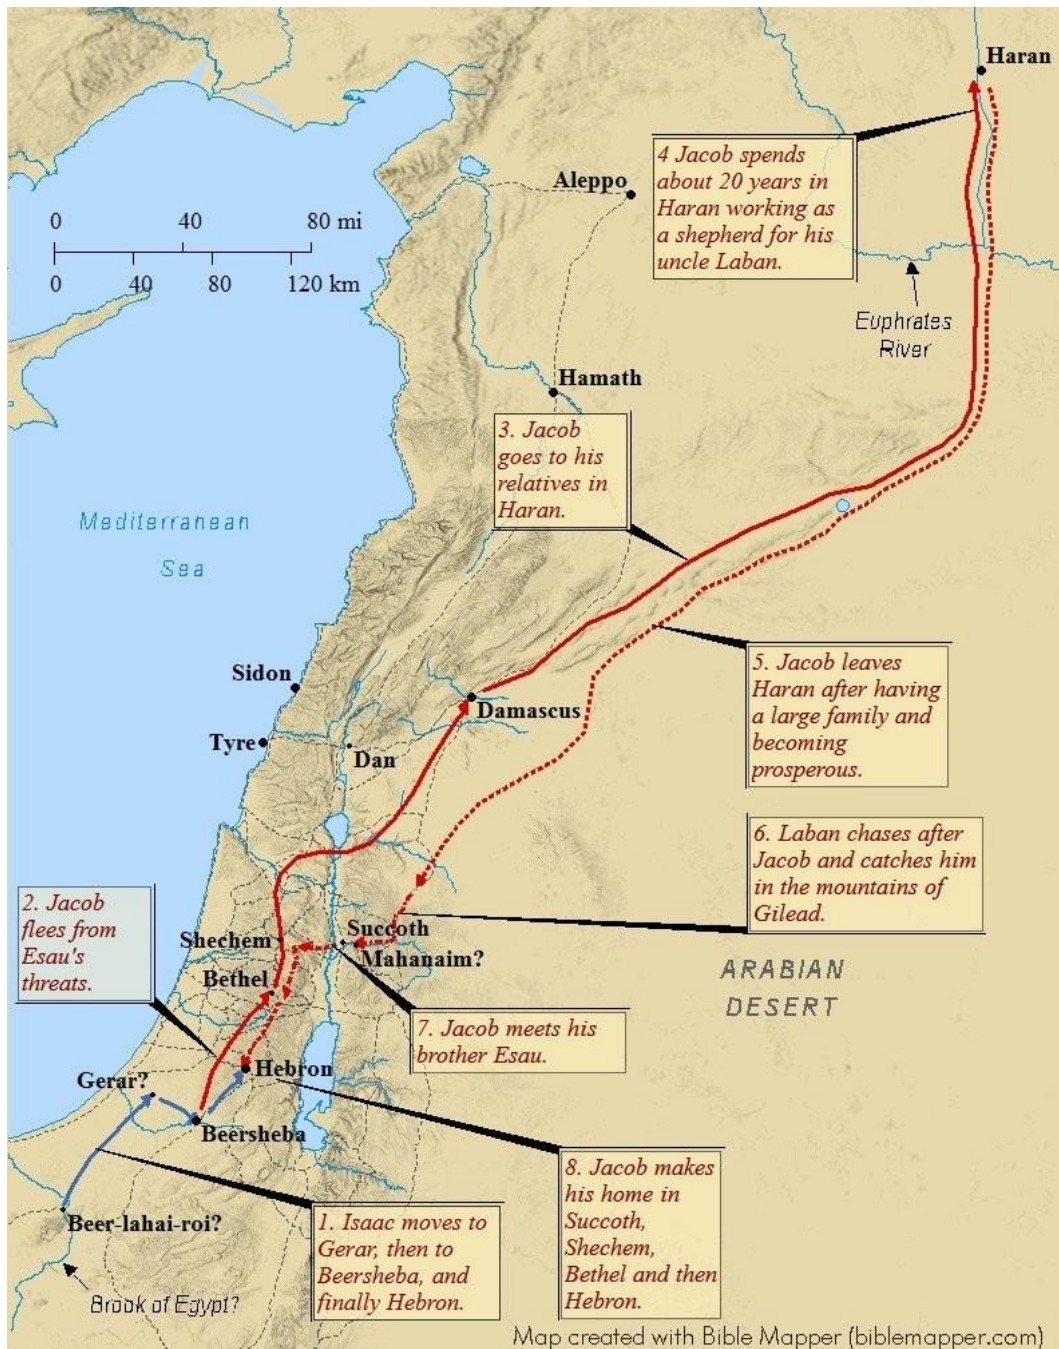 Haran
4 Jacob spends
about 20 years in
Haran working as
a shepherd for his
uncle Laban.
Aleppo
0 40 80 mi
0 40 80 120 km
Euphrates
River
Hamath
3. Jacob
goes to his
relatives in
Haran.
Mediterranean
Sea
Sidon
Damascus
5. Jacob leaves
Haran after having
a large family and
becoming
prosperous.
Tyre
Dan
6. Laban chases after
Jacob and catches him
in the mountains of
Gilead.
2. Jacob
flees from
Esau's
threats.
Shechem
Succoth
Mahanaim?
Bethel
ARABIAN
DESERT
7. Jacob meets his
brother Esau.
Hebron
Gerar?
Beersheba
8. Jacob makes
his home in
Succoth,
Shechem,
Bethel and then
Hebron.
Beer-lahai-roi?
1. Isaac moves to
Gerar, then to
Beersheba, and
finally Hebron.
Brook of Egypt?
Map created with Bible Mapper (biblemapper.com)